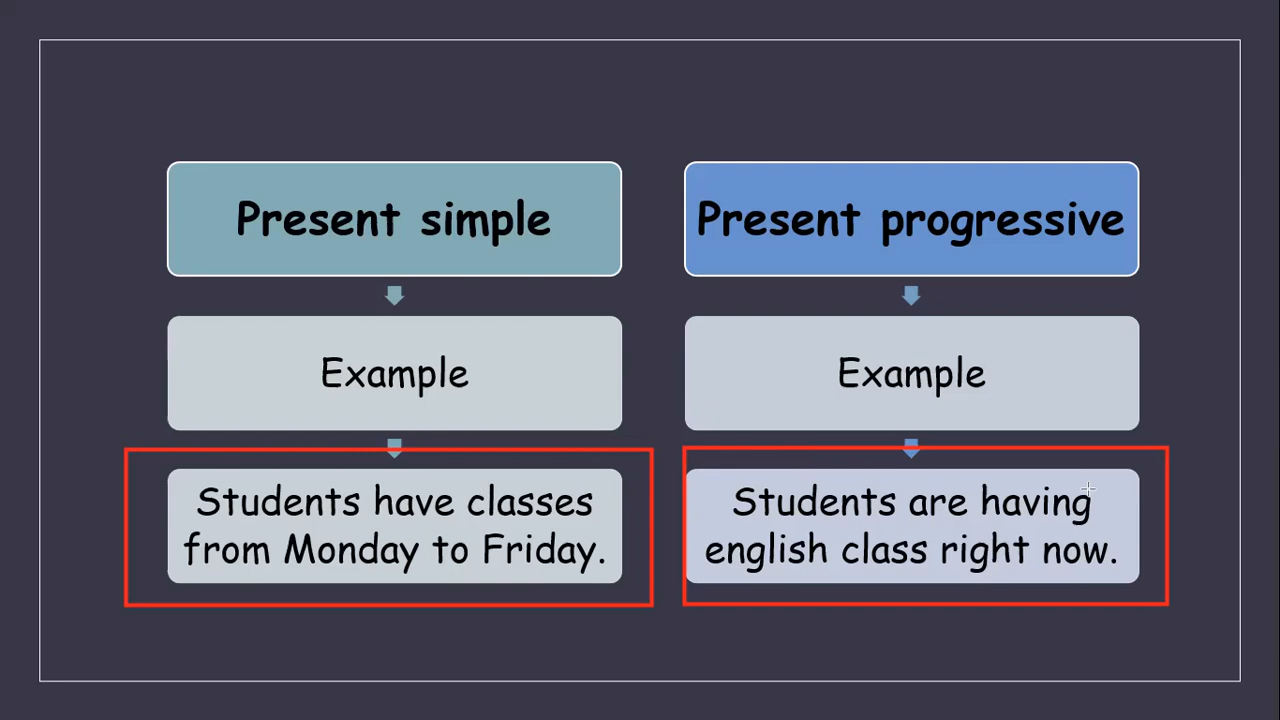 Present simple
Example
Students have classes
from Monday to Friday.
Present progressive
Example
Students are having
english class right now.